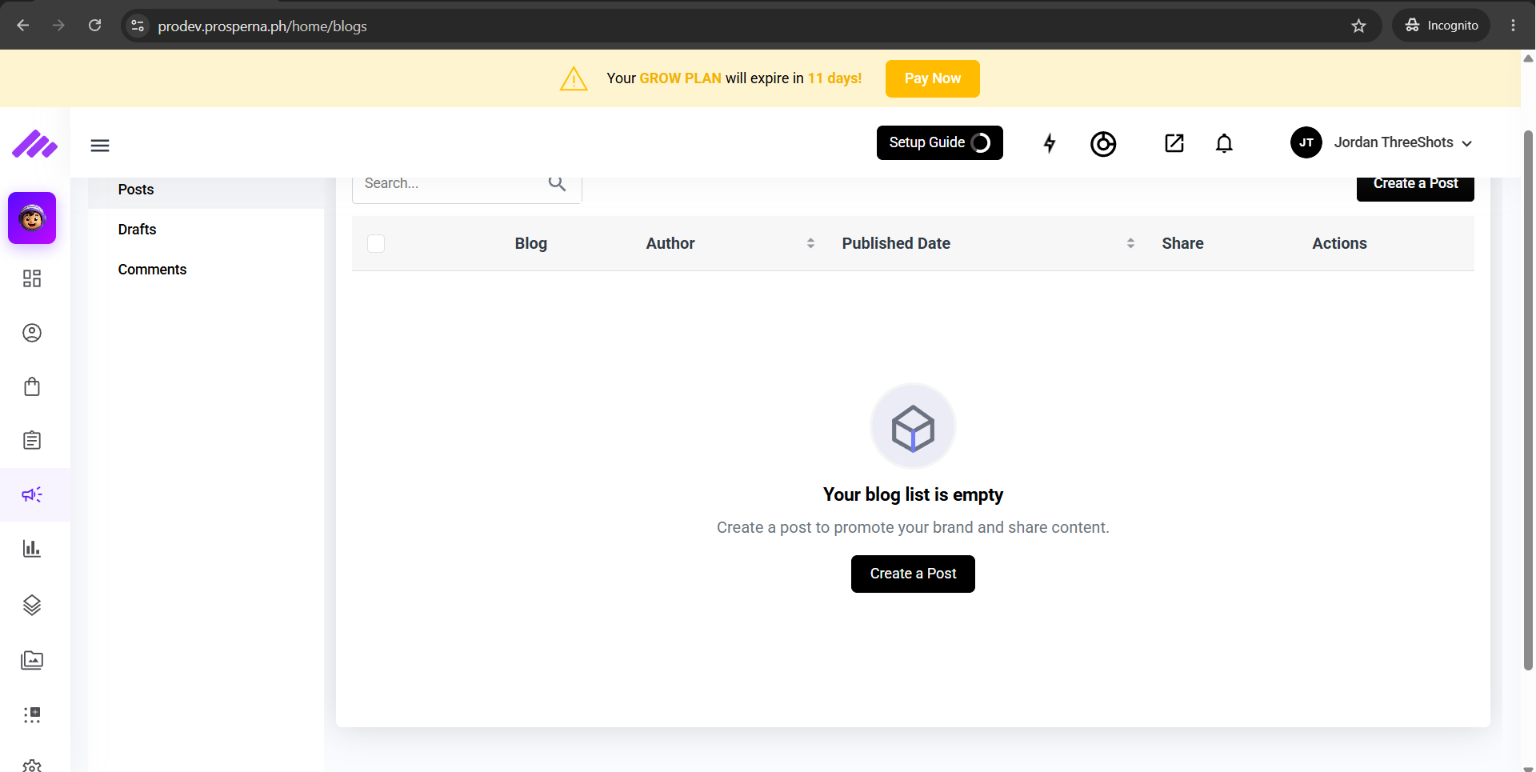 prodev.prosperna.ph/home/blogs
Incognito
Your GROW PLAN will expire in 11 days!
Pay Now
Setup Guide
JT
Jordan ThreeShots
Posts
Search...
Create a Post
Drafts
Comments
Blog
Author
Published Date
Share
Actions
Your blog list is empty
Create a post to promote your brand and share content.
Create a Post